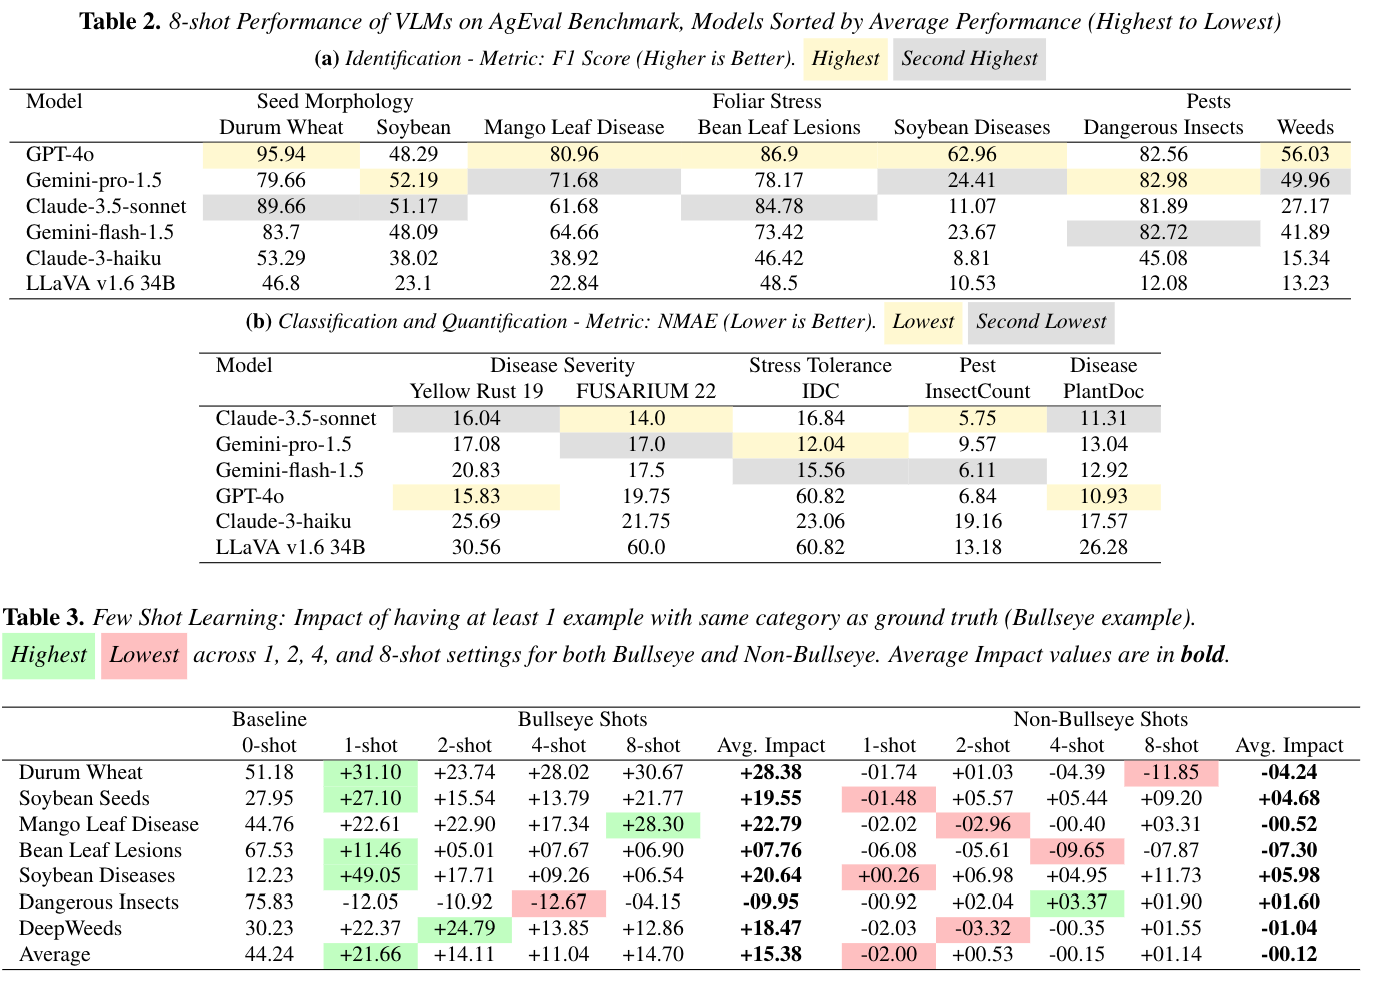 Table 2. 8-shot Performance of VLMs on AgEval Benchmark, Models Sorted by Average Performance (Highest to Lowest)
(a) Identification - Metric: F1 Score (Higher is Better). Highest Second Highest
Model Seed Morphology Foliar Stress Pests
Durum Wheat Soybean Mango Leaf Disease Bean Leaf Lesions Soybean Diseases Dangerous Insects Weeds
GPT-4o 95.94 48.29 80.96 86.9 62.96 82.56 56.03
Gemini-pro-1.5 79.66 52.19 71.68 78.17 24.41 82.98 49.96
Claude-3.5-sonnet 89.66 51.17 61.68 84.78 11.07 81.89 27.17
Gemini-flash-1.5 83.7 48.09 64.66 73.42 23.67 82.72 41.89
Claude-3-haiku 53.29 38.02 38.92 46.42 8.81 45.08 15.34
LLaVA v1.6 34B 46.8 23.1 22.84 48.5 10.53 12.08 13.23
(b) Classification and Quantification - Metric: NMAE (Lower is Better). Lowest Second Lowest
Model Disease Severity Stress Tolerance Pest Disease
Yellow Rust 19 FUSARIUM 22 IDC InsectCount PlantDoc
Claude-3.5-sonnet 16.04 14.0 16.84 5.75 11.31
Gemini-pro-1.5 17.08 17.0 12.04 9.57 13.04
Gemini-flash-1.5 20.83 17.5 15.56 6.11 12.92
GPT-4o 15.83 19.75 60.82 6.84 10.93
Claude-3-haiku 25.69 21.75 23.06 19.16 17.57
LLaVA v1.6 34B 30.56 60.0 60.82 13.18 26.28
Table 3. Few Shot Learning: Impact of having at least 1 example with same category as ground truth (Bullseye example).
Highest Lowest across 1, 2, 4, and 8-shot settings for both Bullseye and Non-Bullseye. Average Impact values are in bold.
Baseline Bullseye Shots Non-Bullseye Shots
0-shot 1-shot 2-shot 4-shot 8-shot Avg. Impact 1-shot 2-shot 4-shot 8-shot Avg. Impact
Durum Wheat 51.18 +31.10 +23.74 +28.02 +30.67 +28.38 -01.74 +01.03 -04.39 -11.85 -04.24
Soybean Seeds 27.95 +27.10 +15.54 +13.79 +21.77 +19.55 -01.48 +05.57 +05.44 +09.20 +04.68
Mango Leaf Disease 44.76 +22.61 +22.90 +17.34 +28.30 +22.79 -02.02 -02.96 -00.40 +03.31 -00.52
Bean Leaf Lesions 67.53 +11.46 +05.01 +07.67 +06.90 +07.76 -06.08 -05.61 -09.65 -07.87 -07.30
Soybean Diseases 12.23 +49.05 +17.71 +09.26 +06.54 +20.64 +00.26 +06.98 +04.95 +11.73 +05.98
Dangerous Insects 75.83 -12.05 -10.92 -12.67 -04.15 -09.95 -00.92 +02.04 +03.37 +01.90 +01.60
DeepWeeds 30.23 +22.37 +24.79 +13.85 +12.86 +18.47 -02.03 -03.32 -00.35 +01.55 -01.04
Average 44.24 +21.66 +14.11 +11.04 +14.70 +15.38 -02.00 +00.53 -00.15 +01.14 -00.12